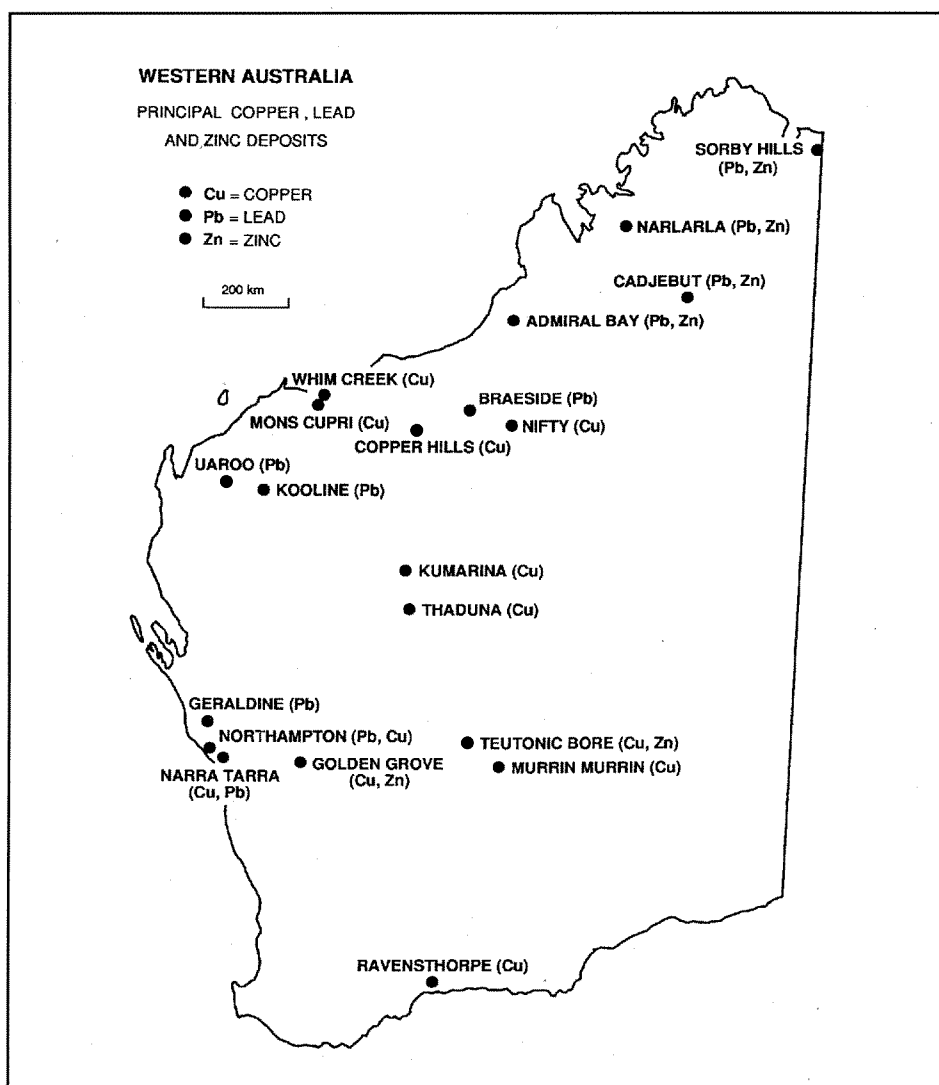 WESTERN AUSTRALIA
PRINCIPAL COPPER, LEAD
AND ZINC DEPOSITS
Cu = COPPER
Pb = LEAD
Zn = ZINC
200 km
SORBY HILLS
(Pb, Zn)
NARLARLA (Pb, Zn)
CADJEBUT (Pb, Zn)
ADMIRAL BAY (Pb, Zn)
WHIM CREEK (Cu)
MONS CUPRI (Cu)
BRAESIDE (Pb)
NIFTY (Cu)
COPPER HILLS (Cu)
UAROO (Pb)
KOOLINE (Pb)
KUMARINA (Cu)
THADUNA (Cu)
GERALDINE (Pb)
NORTHAMPTON (Pb, Cu)
NARRA TARRA
(Cu, Pb)
GOLDEN GROVE
(Cu, Zn)
TEUTONIC BORE (Cu, Zn)
MURRIN MURRIN (Cu)
RAVENSTHORPE (Cu)